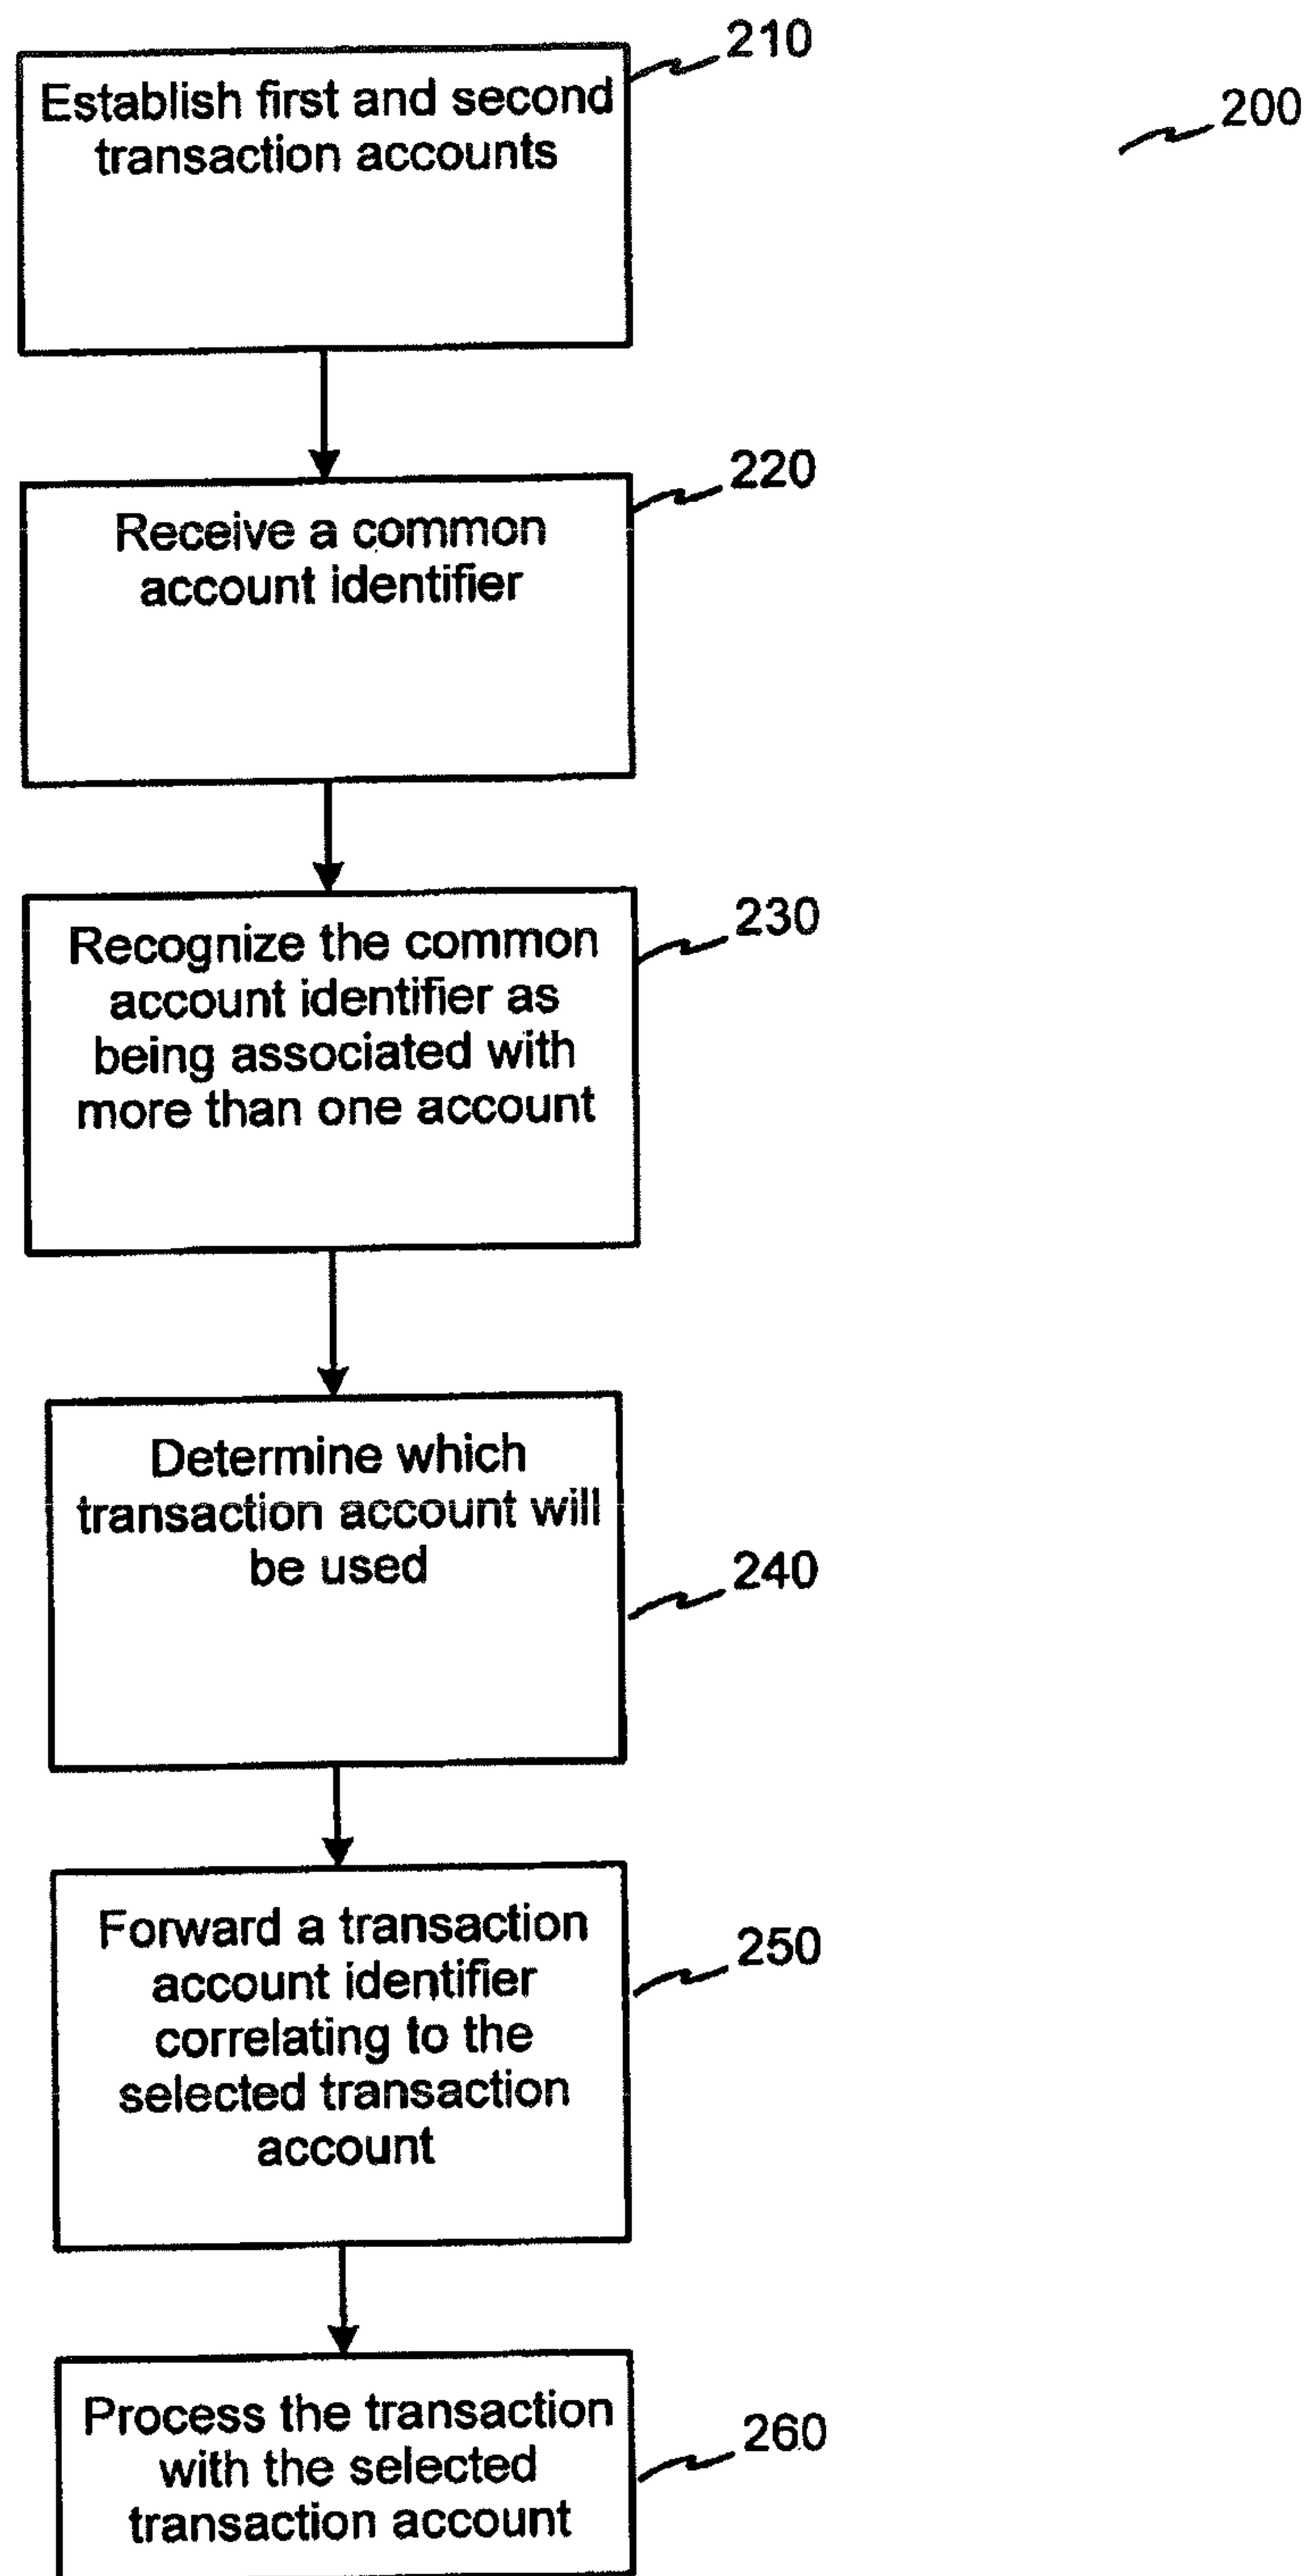 210
200
Establish first and second
transaction accounts
220
Receive a common
account identifier
230
Recognize the common
account identifier as
being associated with
more than one account
Determine which
transaction account will
be used
240
Forward a transaction
account identifier
correlating to the
selected transaction
account
250
Process the transaction
with the selected
transaction account
260